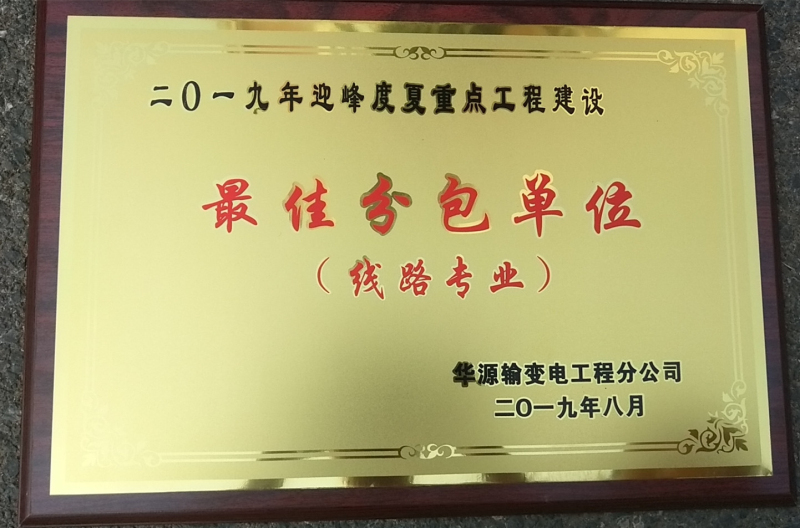 二〇一九年迎峰度夏重点工程建设
最佳分包单位
（线路专业）
华源输变电工程分公司
二〇一九年八月